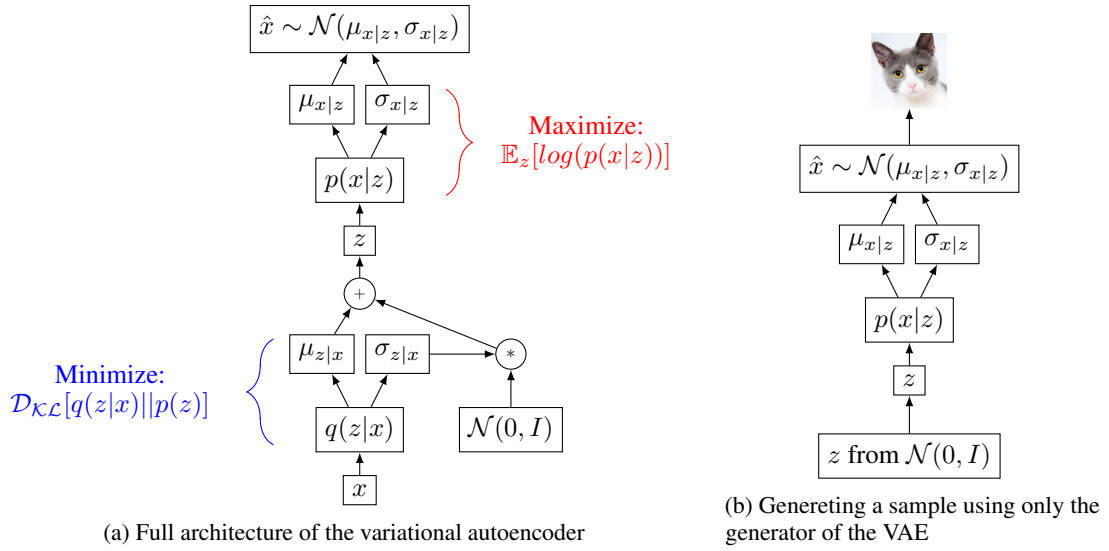 x̂ ∼ 𝒩(μ_{x|z}, σ_{x|z})
μ_{x|z}
σ_{x|z}
Maximize:
𝔼_z[log(p(x|z))]
p(x|z)
z
+
μ_{z|x}
σ_{z|x}
*
Minimize:
𝒟_{𝒦ℒ}[q(z|x)||p(z)]
q(z|x)
𝒩(0, I)
x
(a) Full architecture of the variational autoencoder
x̂ ∼ 𝒩(μ_{x|z}, σ_{x|z})
μ_{x|z}
σ_{x|z}
p(x|z)
z
z from 𝒩(0, I)
(b) Genereting a sample using only the
generator of the VAE